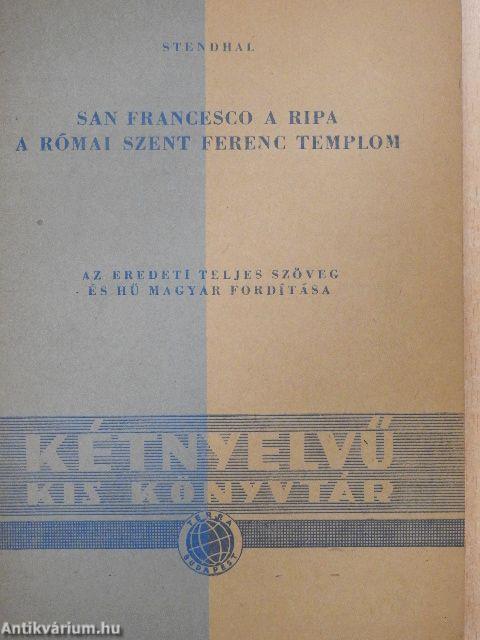 STENDHAL
SAN FRANCESCO A RIPA
A RÓMAI SZENT FERENC TEMPLOM
AZ EREDETI TELJES SZÖVEG
ÉS HŰ MAGYAR FORDÍTÁSA
KÉTNYELVŰ
KIS KÖNYVTÁR
TERRA
BUDAPEST
Antikvárium.hu